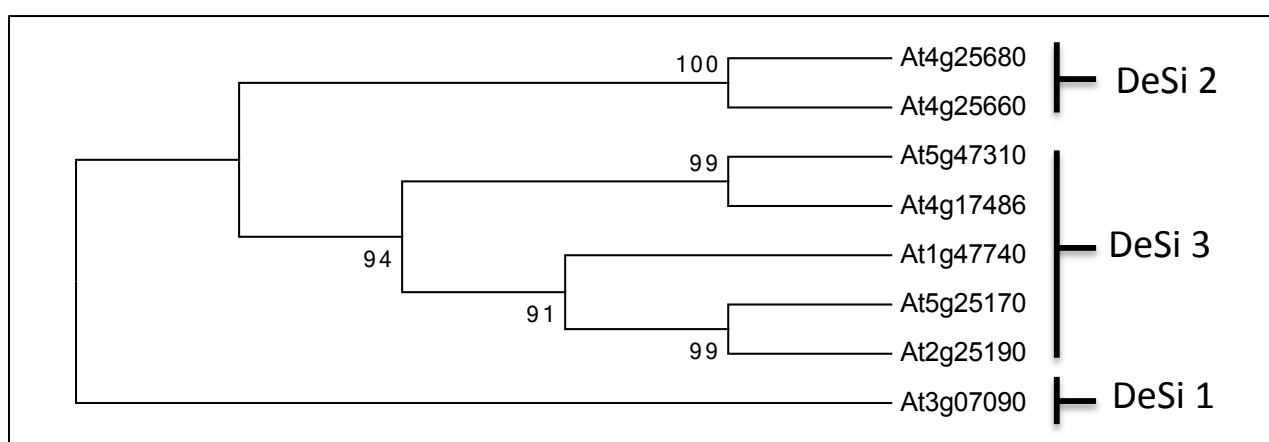 100
At4g25680
At4g25660
DeSi 2
99
At5g47310
At4g17486
94
At1g47740
DeSi 3
91
At5g25170
99
At2g25190
At3g07090
DeSi 1